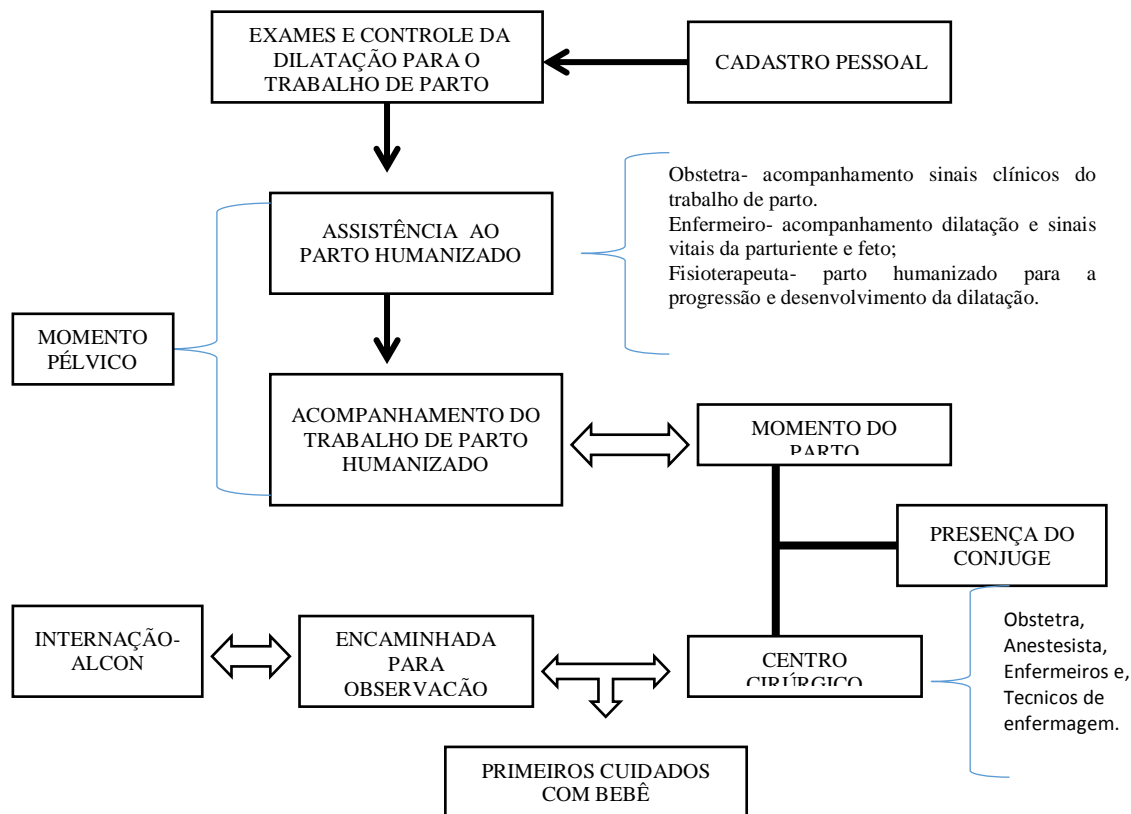 EXAMES E CONTROLE DA
DILATAÇÃO PARA O
TRABALHO DE PARTO
CADASTRO PESSOAL
Obstetra- acompanhamento sinais clínicos do
trabalho de parto.
Enfermeiro- acompanhamento dilatação e sinais
vitais da parturiente e feto;
Fisioterapeuta- parto humanizado para a
progressão e desenvolvimento da dilatação.
ASSISTÊNCIA AO
PARTO HUMANIZADO
MOMENTO
PÉLVICO
ACOMPANHAMENTO DO
TRABALHO DE PARTO
HUMANIZADO
MOMENTO DO
PARTO
PRESENÇA DO
CONJUGE
INTERNAÇÃO-
ALCON
ENCAMINHADA
PARA
OBSERVACÃO
CENTRO
CIRÚRGICO
Obstetra,
Anestesista,
Enfermeiros e,
Tecnicos de
enfermagem.
PRIMEIROS CUIDADOS
COM BEBÊ